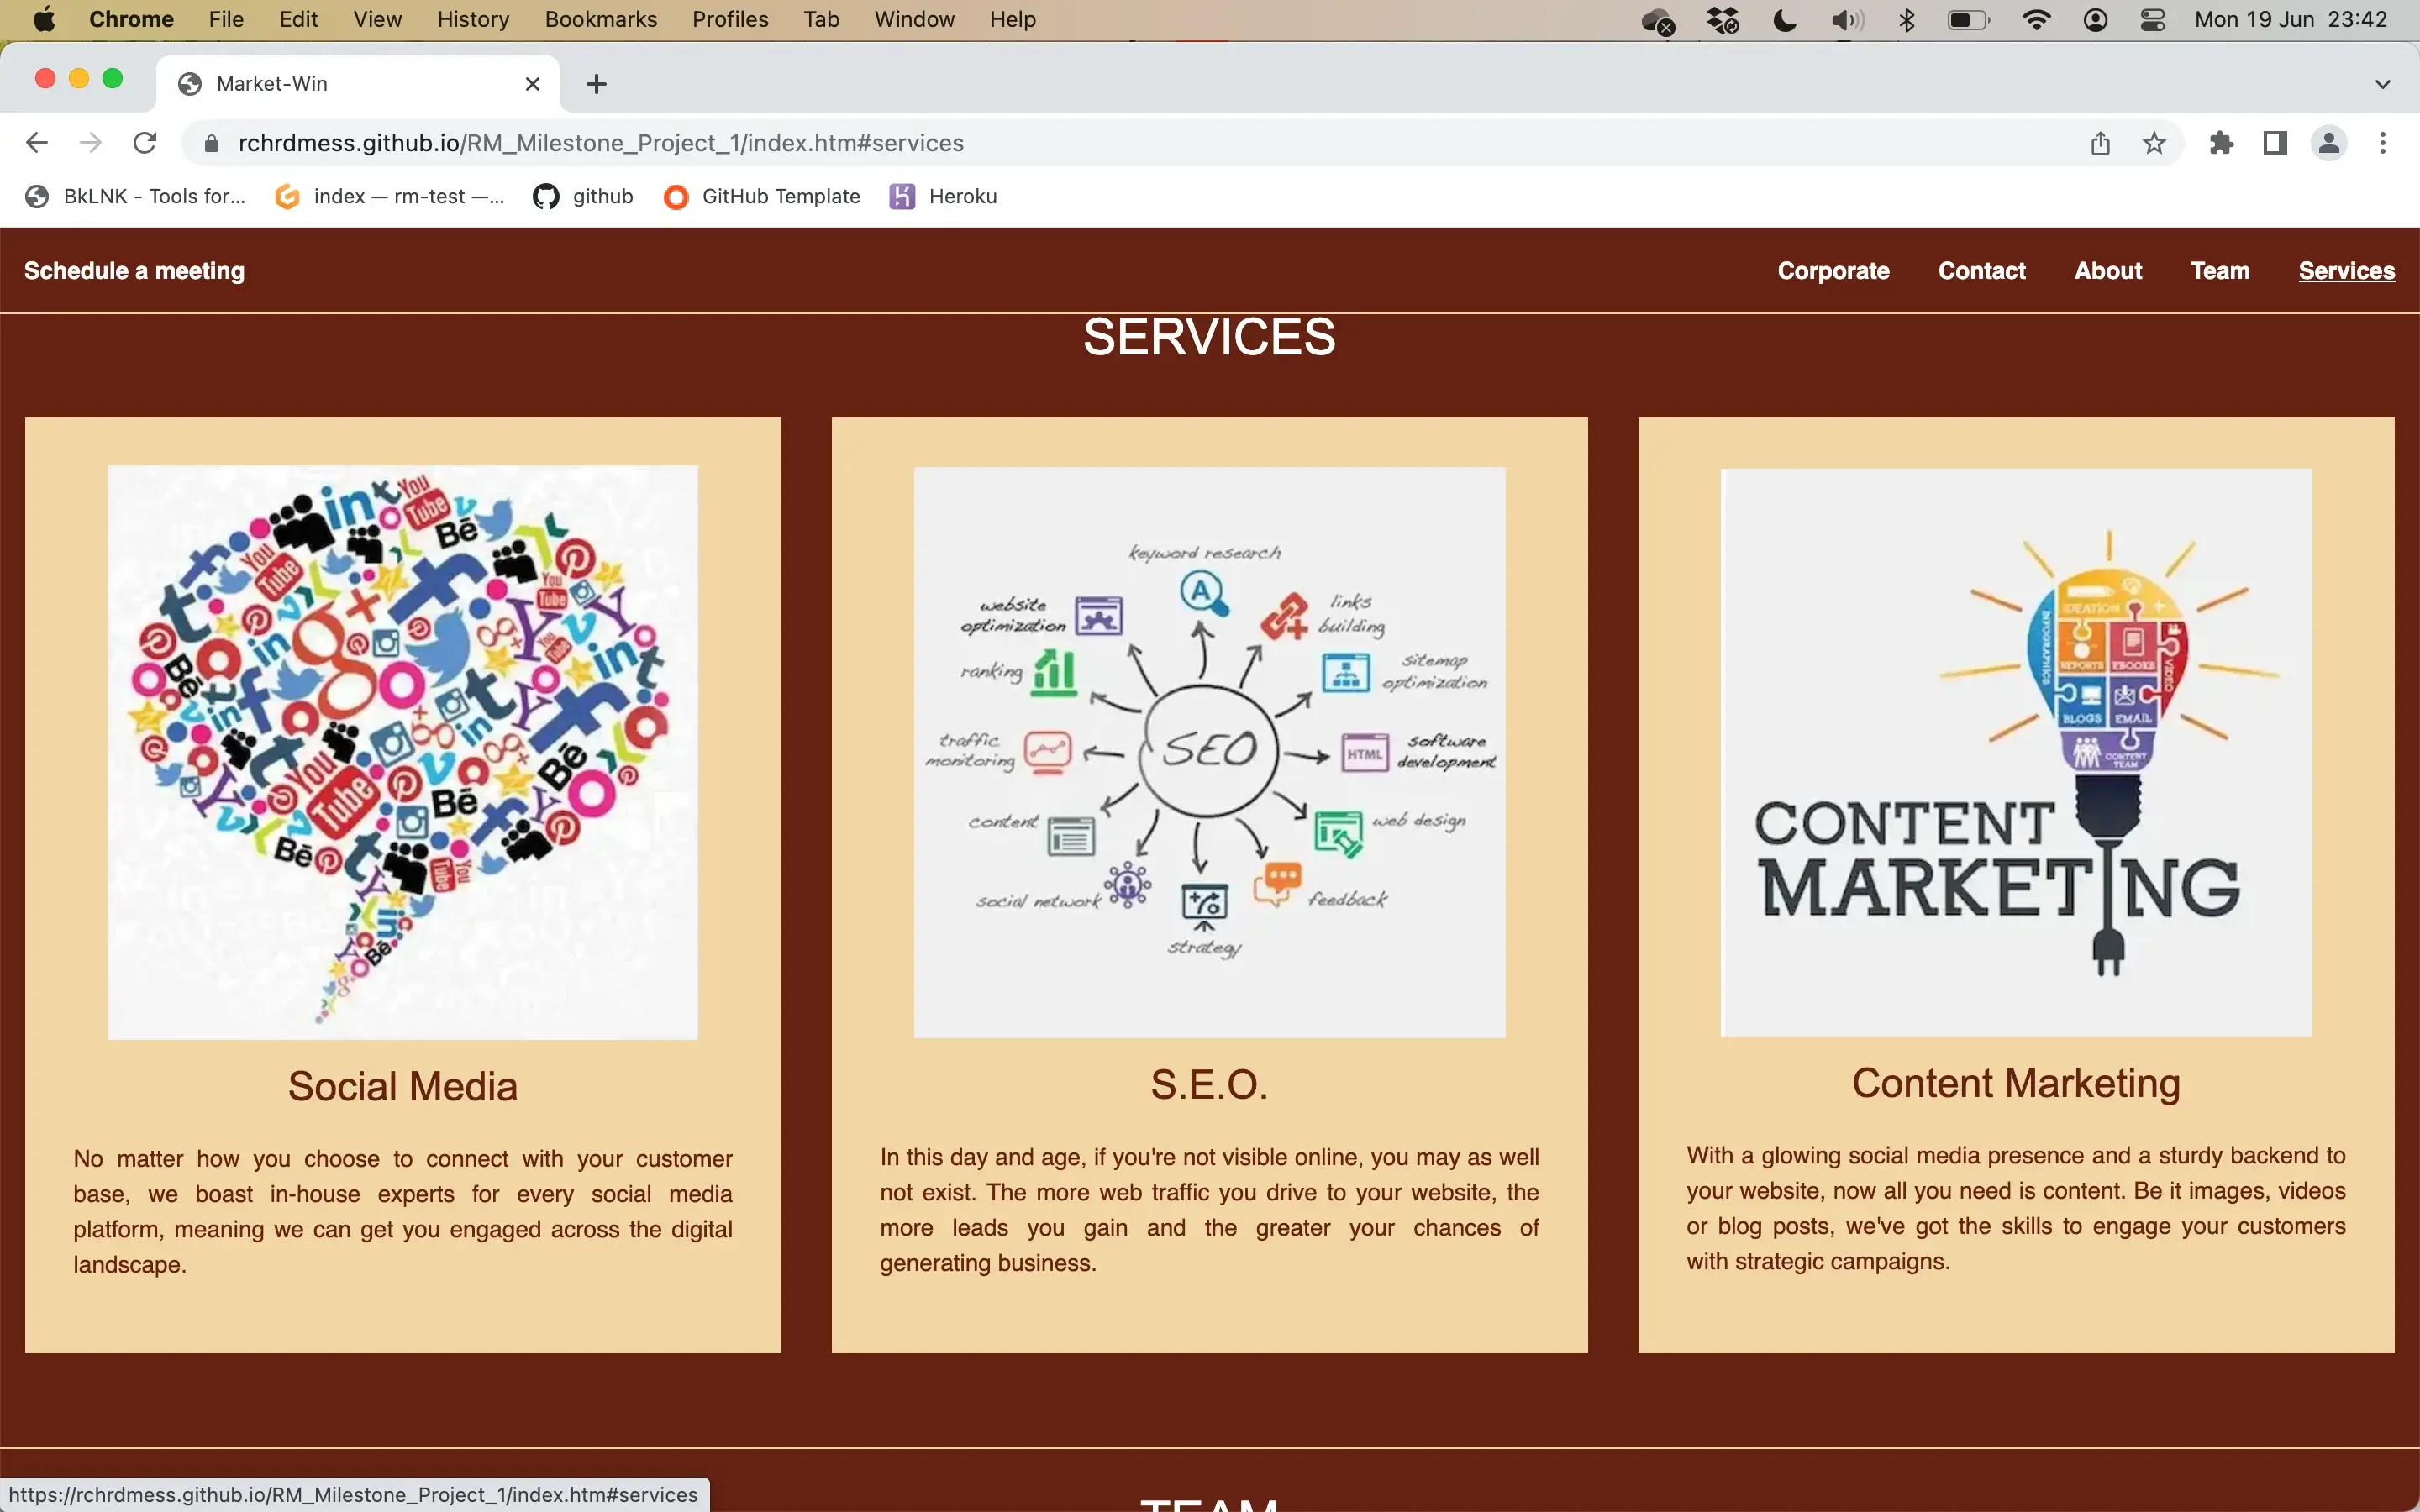 Chrome File Edit View History Bookmarks Profiles Tab Window Help Mon 19 Jun 23:42
Market-Win
rchrdmess.github.io/RM_Milestone_Project_1/index.htm#services
BkLNK - Tools for... index — rm-test —... github GitHub Template Heroku
Schedule a meeting Corporate Contact About Team Services
SERVICES
You Tube
in
Bē
keyword research
website optimization
links building
ranking
sitemap optimization
traffic monitoring
SEO
HTML
software development
content
web design
social network
feedback
strategy
IDEATION
INFOGRAPHICS
REPORTS
EBOOKS
VIDEO
BLOGS
EMAIL
CONTENT TEAM
CONTENT
MARKETING
Social Media
No matter how you choose to connect with your customer
base, we boast in-house experts for every social media
platform, meaning we can get you engaged across the digital
landscape.
S.E.O.
In this day and age, if you're not visible online, you may as well
not exist. The more web traffic you drive to your website, the
more leads you gain and the greater your chances of
generating business.
Content Marketing
With a glowing social media presence and a sturdy backend to
your website, now all you need is content. Be it images, videos
or blog posts, we've got the skills to engage your customers
with strategic campaigns.
TEAM
https://rchrdmess.github.io/RM_Milestone_Project_1/index.htm#services